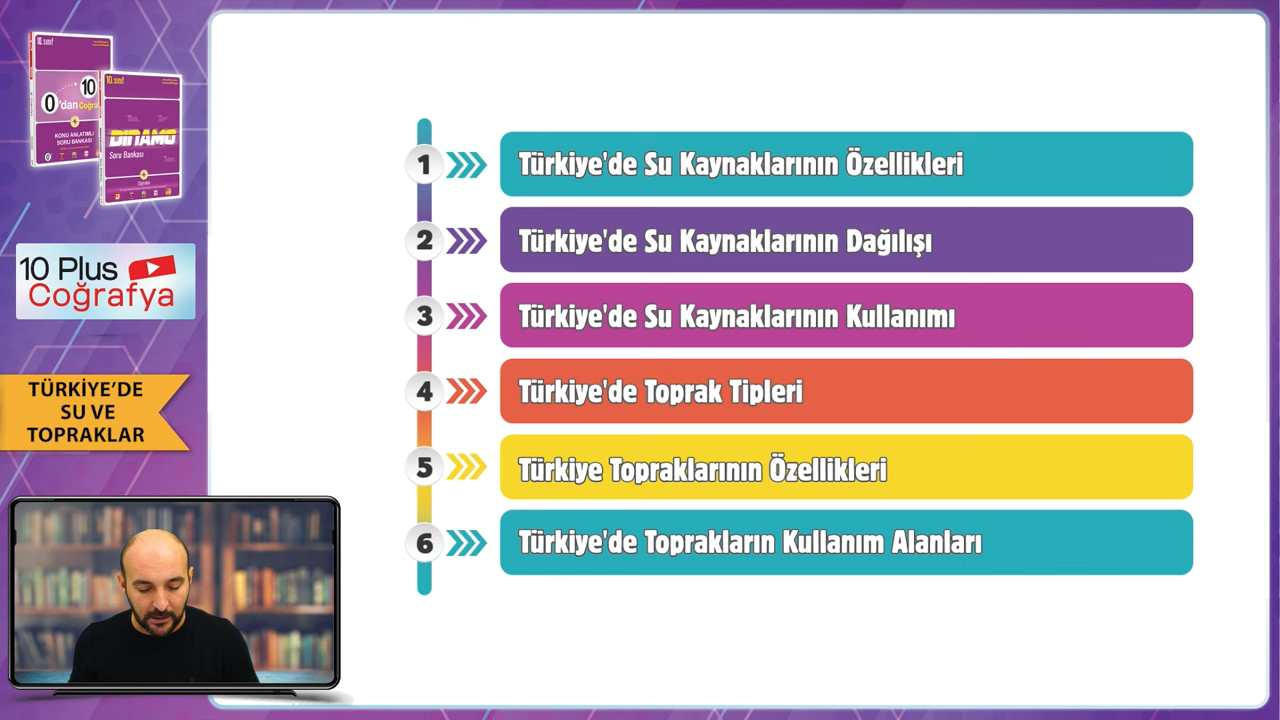 10. sınıf
0'dan 10
Coğra
KONU ANLATIMLI
SORU BANKASI
10. sınıf
DINAMO
Soru Bankası
Coğrafya
10 Plus
Coğrafya
TÜRKİYE'DE
SU VE
TOPRAKLAR
1 Türkiye'de Su Kaynaklarının Özellikleri
2 Türkiye'de Su Kaynaklarının Dağılışı
3 Türkiye'de Su Kaynaklarının Kullanımı
4 Türkiye'de Toprak Tipleri
5 Türkiye Topraklarının Özellikleri
6 Türkiye'de Toprakların Kullanım Alanları